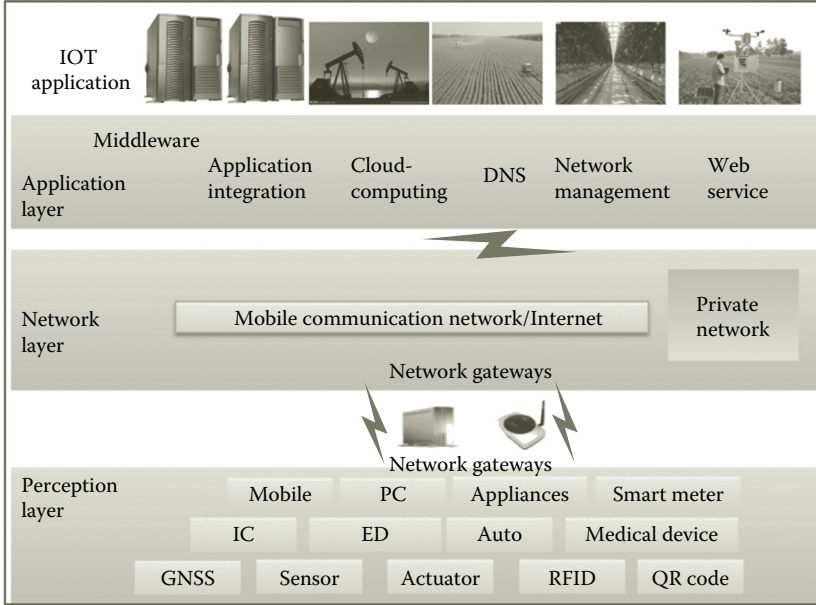 IOT
application
Middleware
Application
layer
Application
integration
Cloud-
computing
DNS
Network
management
Web
service
Network
layer
Mobile communication network/Internet
Private
network
Network gateways
Network gateways
Perception
layer
Mobile
PC
Appliances
Smart meter
IC
ED
Auto
Medical device
GNSS
Sensor
Actuator
RFID
QR code